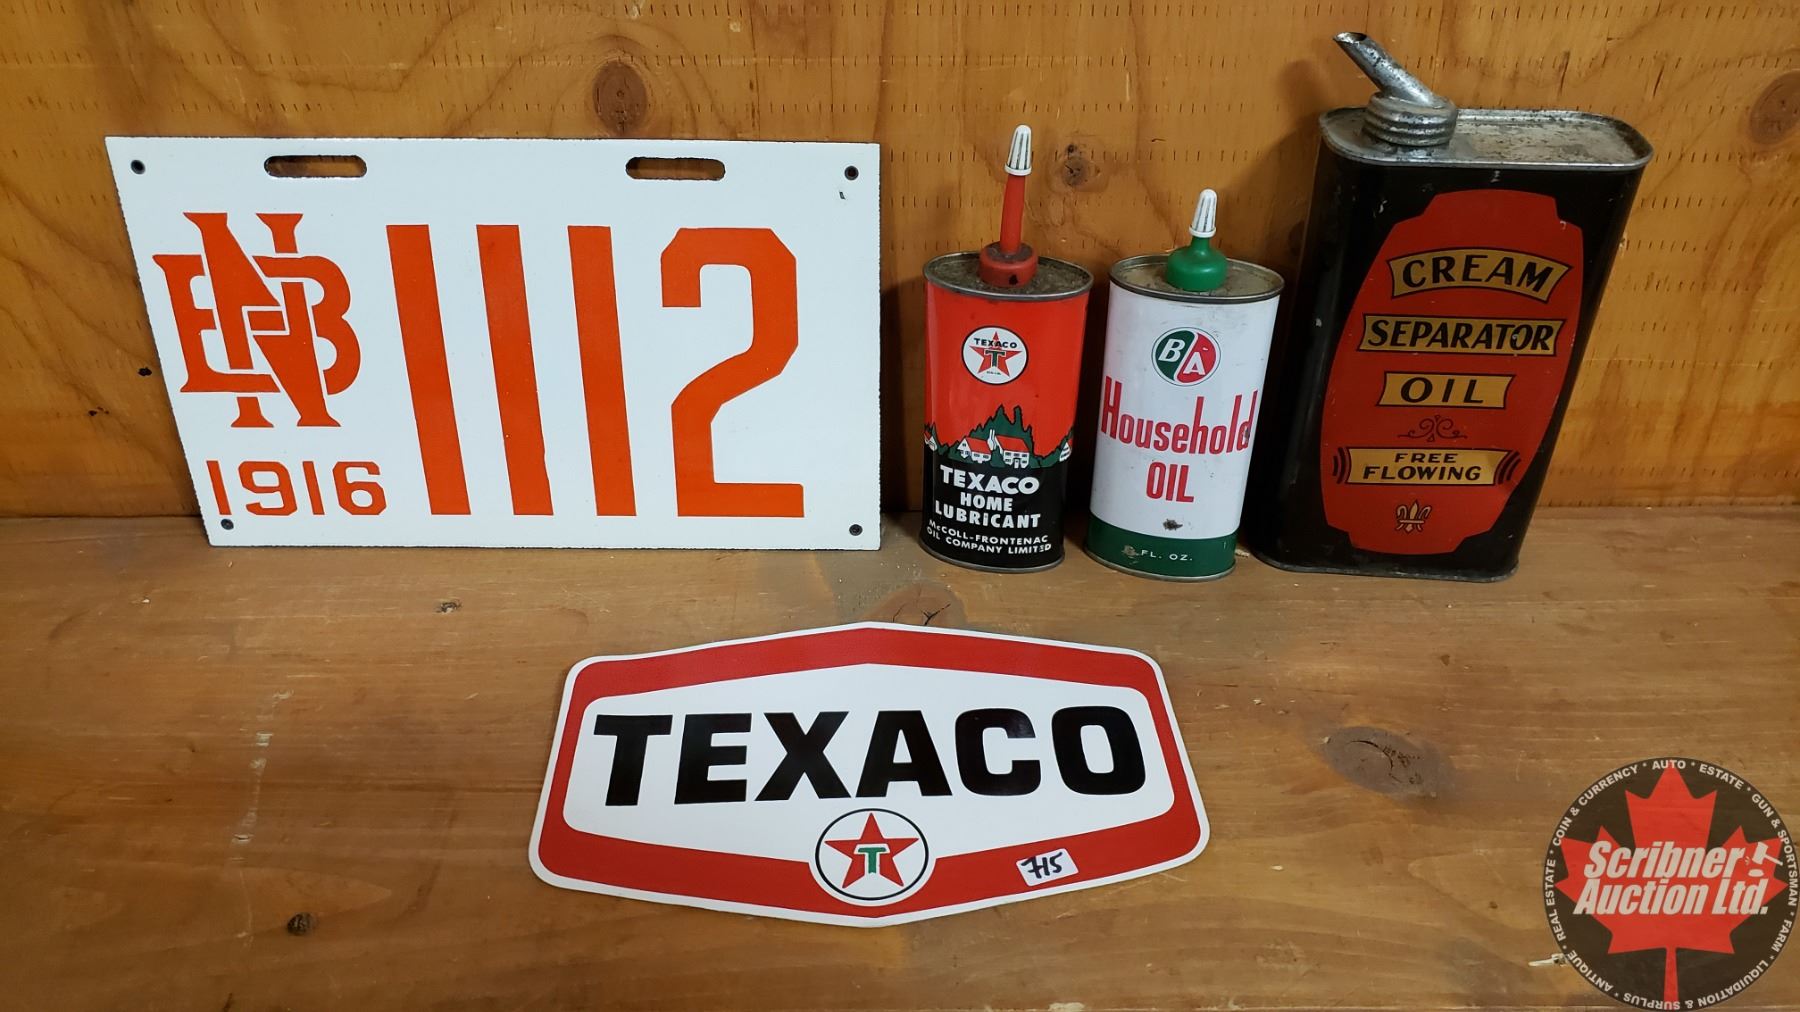 NB
1916
1112
TEXACO
T
TEXACO
HOME
LUBRICANT
McCOLL-FRONTENAC
OIL COMPANY LIMITED
BA
Household
OIL
FL. OZ.
CREAM
SEPARATOR
OIL
FREE
FLOWING
TEXACO
T
715
COIN & CURRENCY * AUTO * ESTATE * GUN & SPORTSMAN * FARM * LIQUIDATION & SURPLUS * ANTIQUE * REAL ESTATE *
Scribner
Auction Ltd.